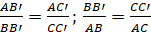 AB′/BB′ = AC′/CC′ ; BB′/AB = CC′/AC